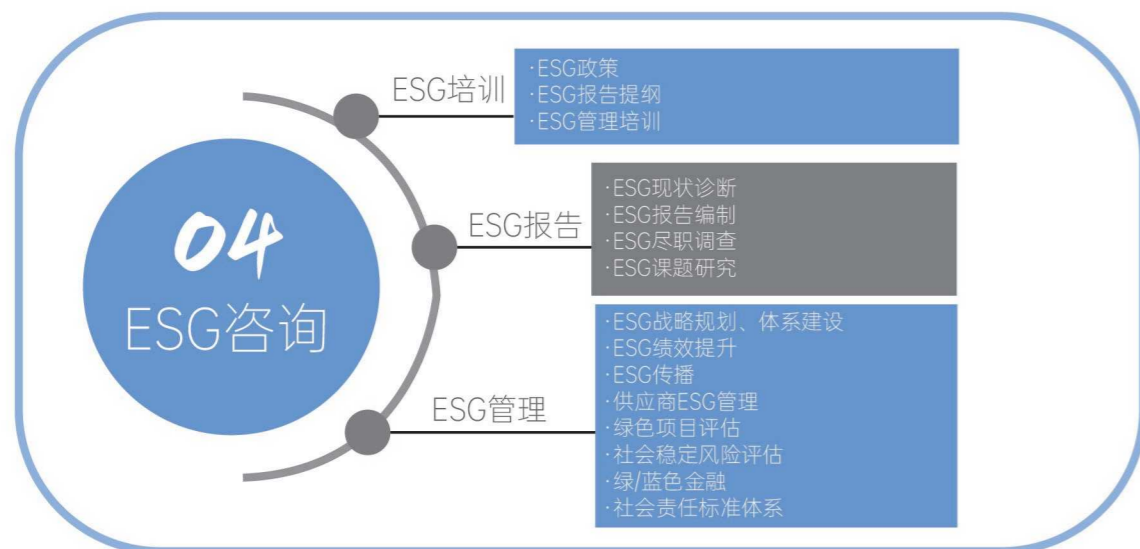 04
ESG咨询
ESG培训
·ESG政策
·ESG报告提纲
·ESG管理培训
ESG报告
·ESG现状诊断
·ESG报告编制
·ESG尽职调查
·ESG课题研究
ESG管理
·ESG战略规划、体系建设
·ESG绩效提升
·ESG传播
·供应商ESG管理
·绿色项目评估
·社会稳定风险评估
·绿/蓝色金融
·社会责任标准体系